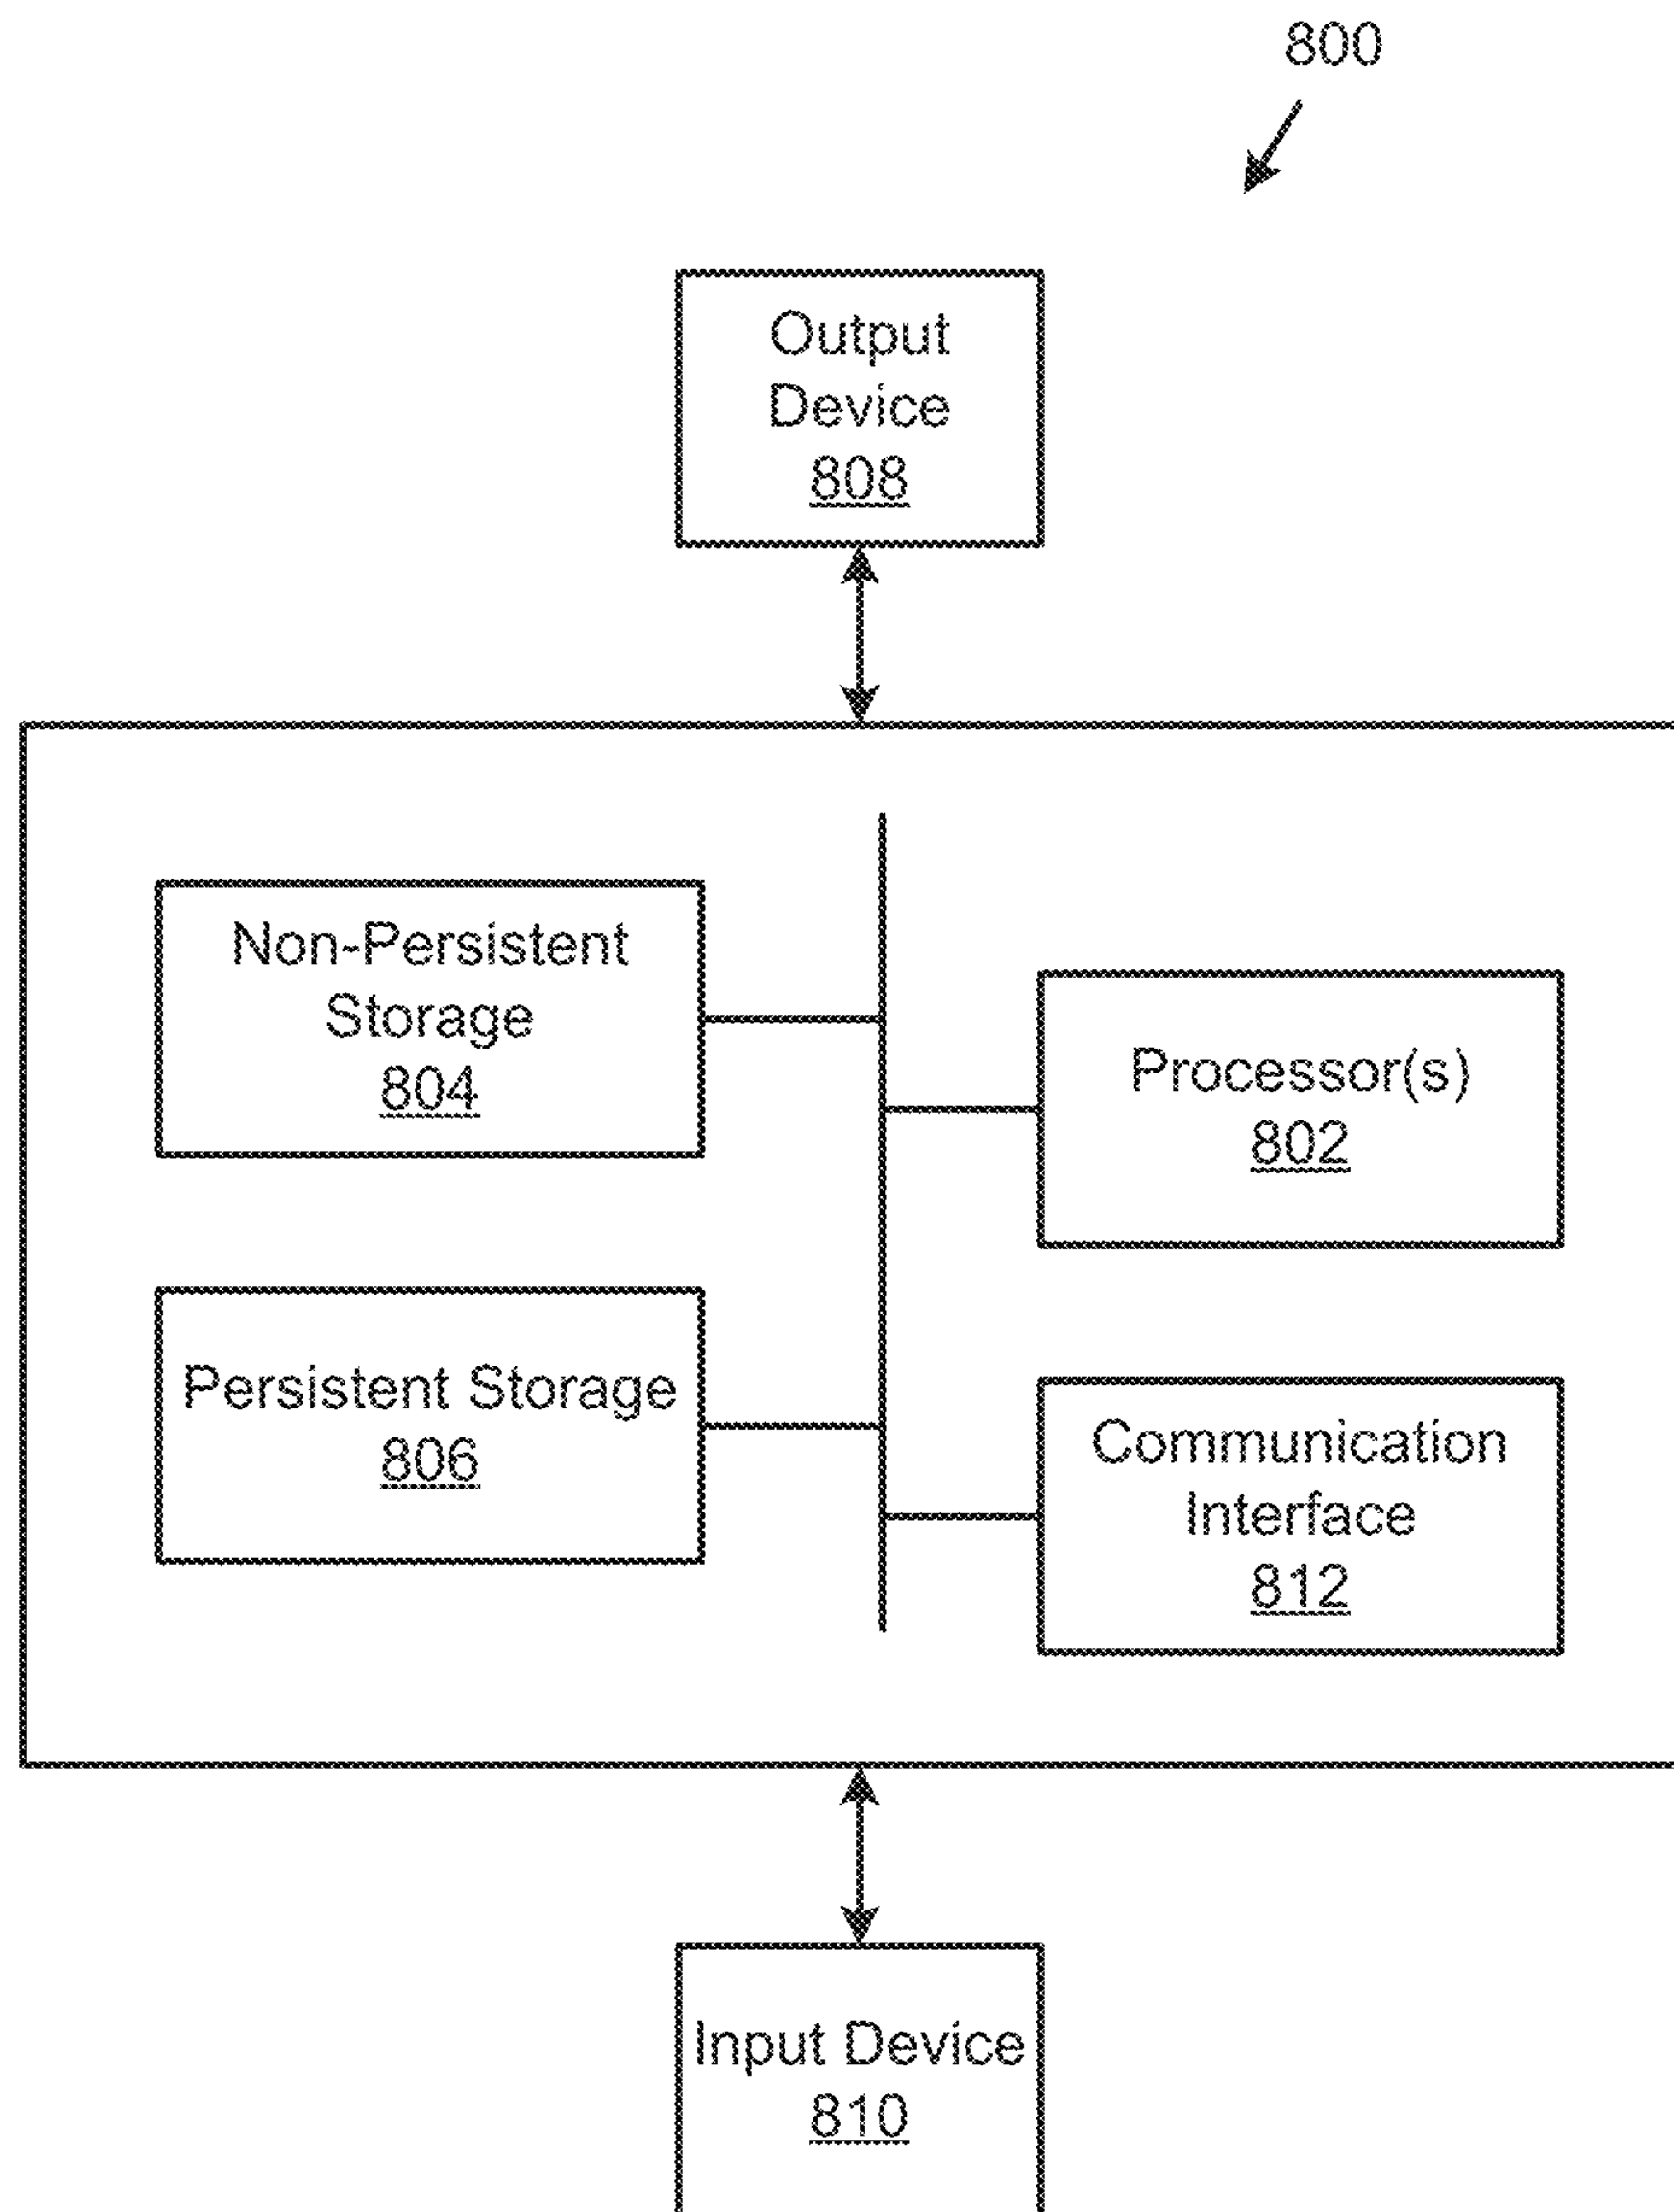 800
Output
Device
808
Non-Persistent
Storage
804
Processor(s)
802
Persistent Storage
806
Communication
Interface
812
Input Device
810